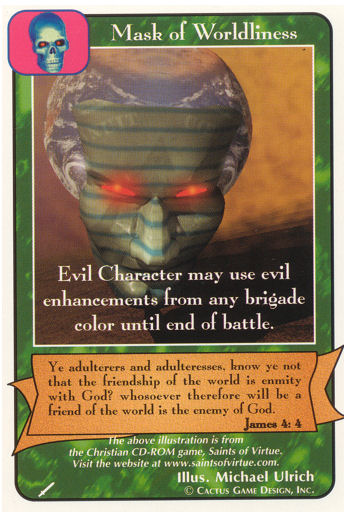 Mask of Worldliness
Evil Character may use evil
enhancements from any brigade
color until end of battle.
Ye adulterers and adulteresses, know ye not
that the friendship of the world is enmity
with God? whosoever therefore will be a
friend of the world is the enemy of God.
James 4: 4
The above illustration is from
the Christian CD-ROM game, Saints of Virtue.
Visit the website at www.saintsofvirtue.com.
Illus. Michael Ulrich
© Cactus Game Design, Inc.